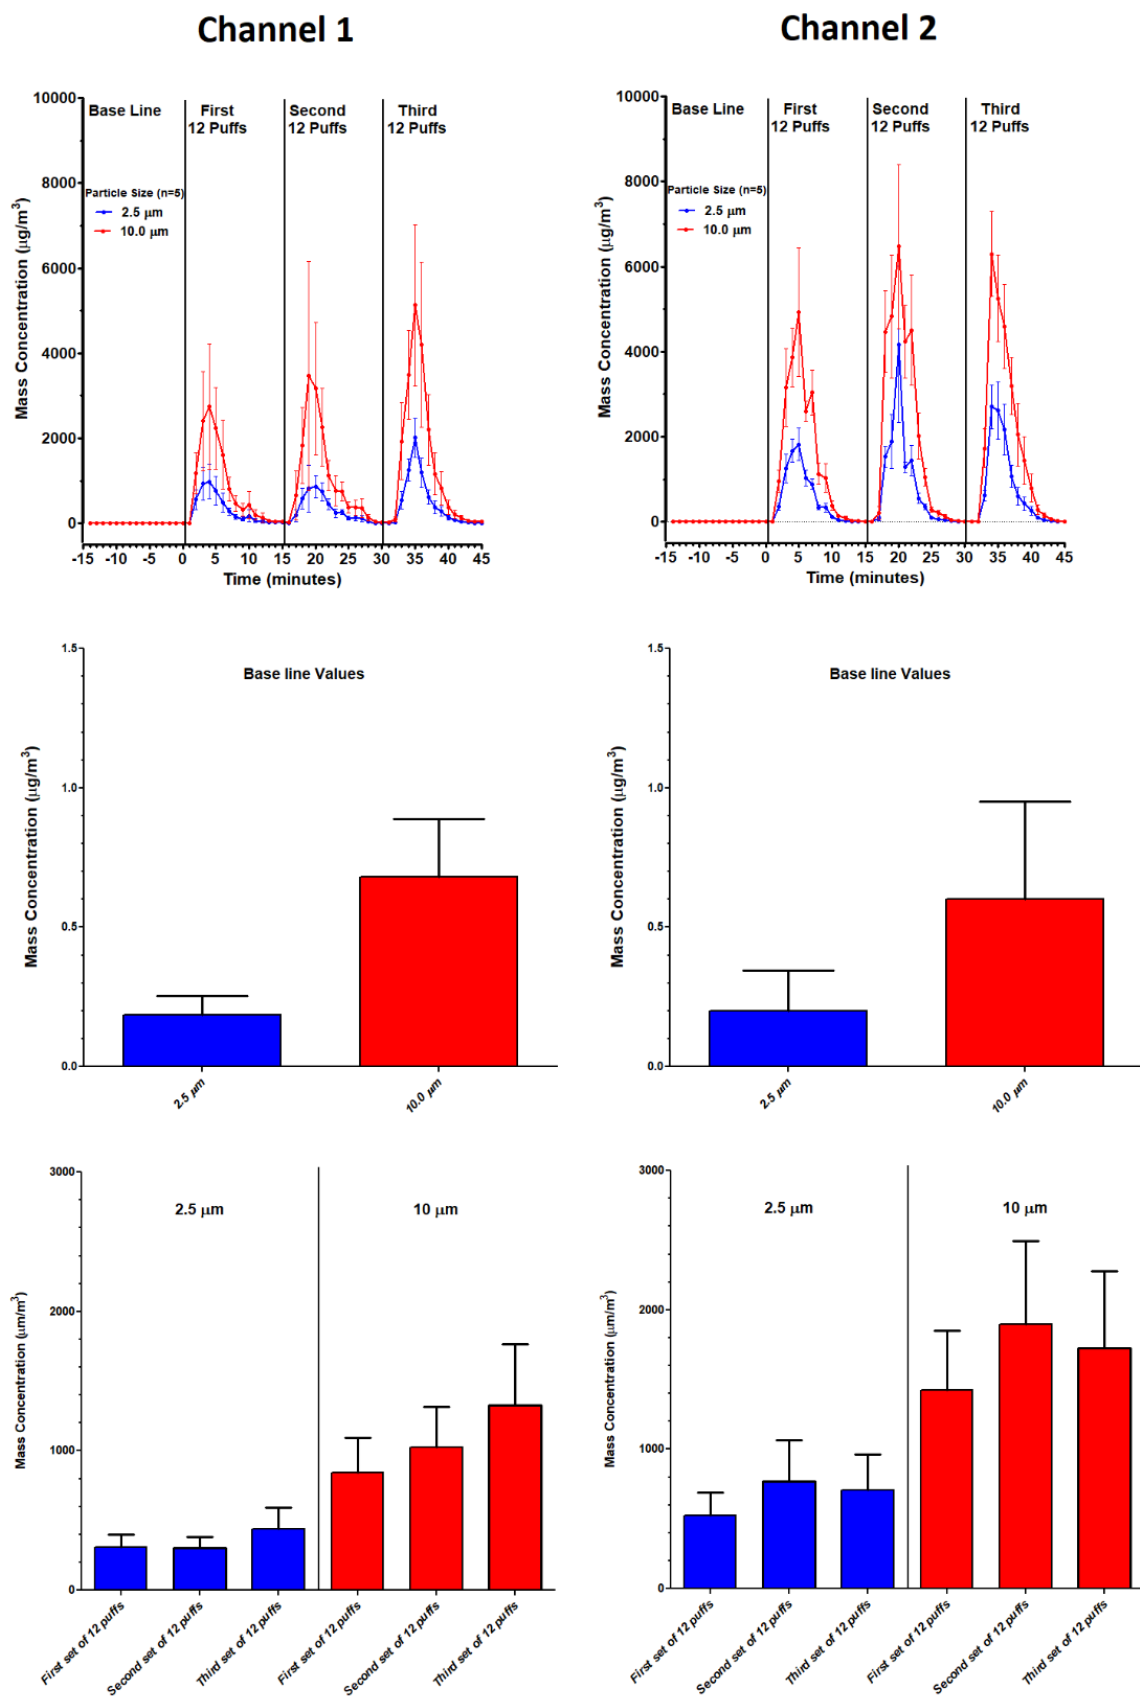 Channel 1
Channel 2
10000
8000
6000
4000
2000
0
Mass Concentration (μg/m³)
Base Line
First
12 Puffs
Second
12 Puffs
Third
12 Puffs
Particle Size (n=5)
2.5 μm
10.0 μm
-15 -10 -5 0 5 10 15 20 25 30 35 40 45
Time (minutes)
10000
8000
6000
4000
2000
0
Mass Concentration (μg/m³)
Base Line
First
12 Puffs
Second
12 Puffs
Third
12 Puffs
Particle Size (n=5)
2.5 μm
10.0 μm
-15 -10 -5 0 5 10 15 20 25 30 35 40 45
Time (minutes)
Base line Values
1.5
1.0
0.5
0.0
Mass Concentration (μg/m³)
2.5 μm
10.0 μm
Base line Values
1.5
1.0
0.5
0.0
Mass Concentration (μg/m³)
2.5 μm
10.0 μm
3000
2000
1000
0
Mass Concentration (μm/m³)
2.5 μm
10 μm
First set of 12 puffs
Second set of 12 puffs
Third set of 12 puffs
First set of 12 puffs
Second set of 12 puffs
Third set of 12 puffs
3000
2000
1000
0
Mass Concentration (μm/m³)
2.5 μm
10 μm
First set of 12 puffs
Second set of 12 puffs
Third set of 12 puffs
First set of 12 puffs
Second set of 12 puffs
Third set of 12 puffs